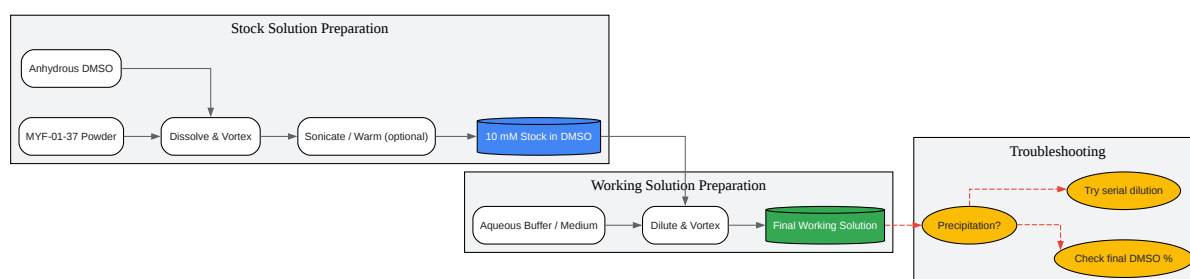 Stock Solution Preparation
Anhydrous DMSO
MYF-01-37 Powder
Dissolve & Vortex
Sonicate / Warm (optional)
10 mM Stock in DMSO
Working Solution Preparation
Aqueous Buffer / Medium
Dilute & Vortex
Final Working Solution
Troubleshooting
Precipitation?
Try serial dilution
Check final DMSO %